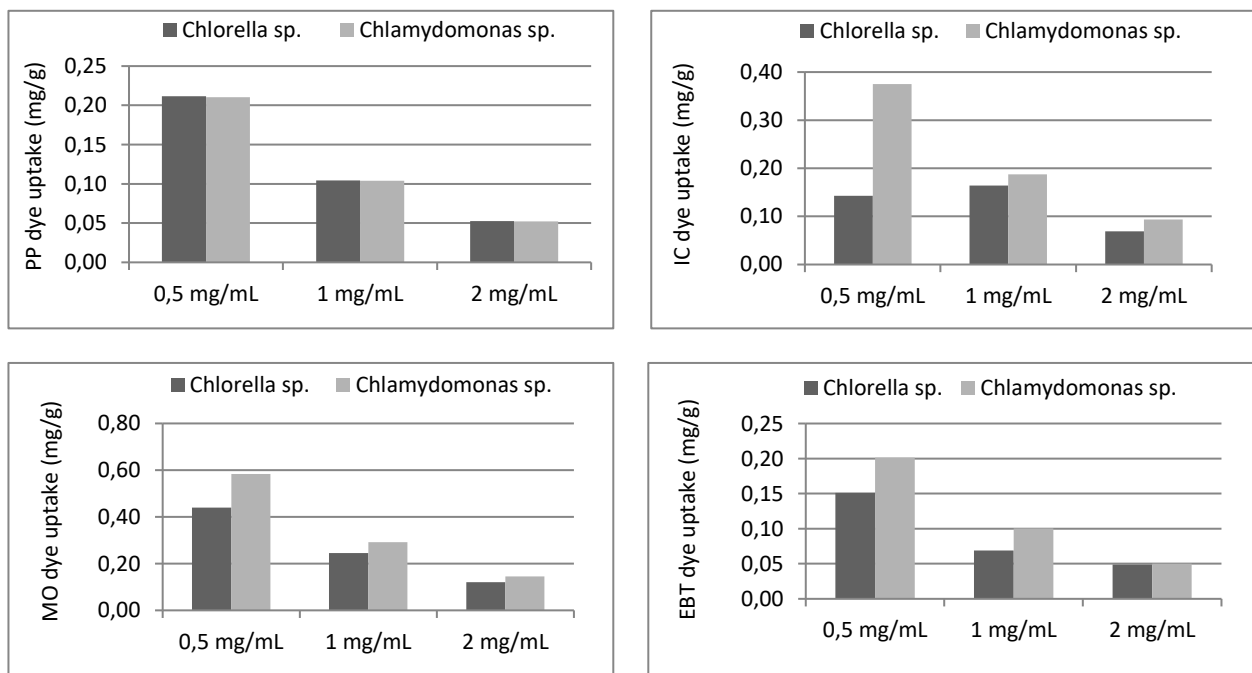 Chlorella sp. Chlamydomonas sp.
PP dye uptake (mg/g)
0,25
0,20
0,15
0,10
0,05
0,00
0,5 mg/mL 1 mg/mL 2 mg/mL
Chlorella sp. Chlamydomonas sp.
IC dye uptake (mg/g)
0,40
0,30
0,20
0,10
0,00
0,5 mg/mL 1 mg/mL 2 mg/mL
Chlorella sp. Chlamydomonas sp.
MO dye uptake (mg/g)
0,80
0,60
0,40
0,20
0,00
0,5 mg/mL 1 mg/mL 2 mg/mL
Chlorella sp. Chlamydomonas sp.
EBT dye uptake (mg/g)
0,25
0,20
0,15
0,10
0,05
0,00
0,5 mg/mL 1 mg/mL 2 mg/mL